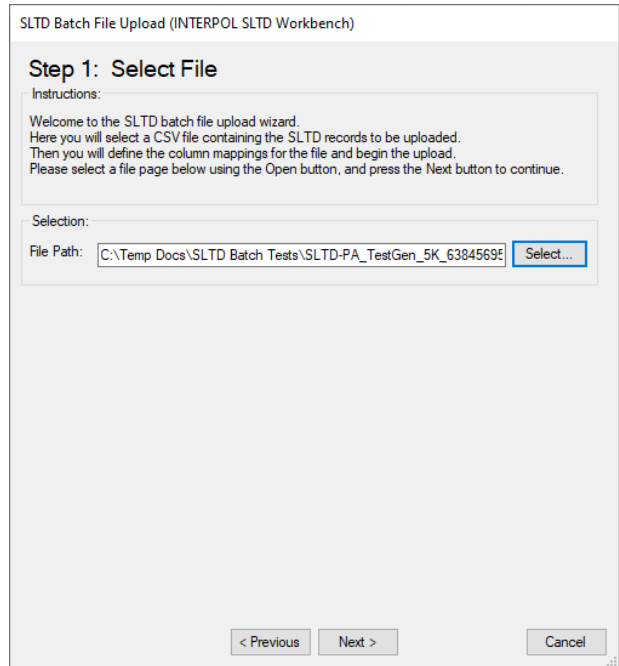 SLTD Batch File Upload (INTERPOL SLTD Workbench)
Step 1: Select File
Instructions:
Welcome to the SLTD batch file upload wizard.
Here you will select a CSV file containing the SLTD records to be uploaded.
Then you will define the column mappings for the file and begin the upload.
Please select a file page below using the Open button, and press the Next button to continue.
Selection:
File Path: C:\Temp Docs\SLTD Batch Tests\SLTD-PA_TestGen_5K_63845695 Select...
< Previous Next > Cancel